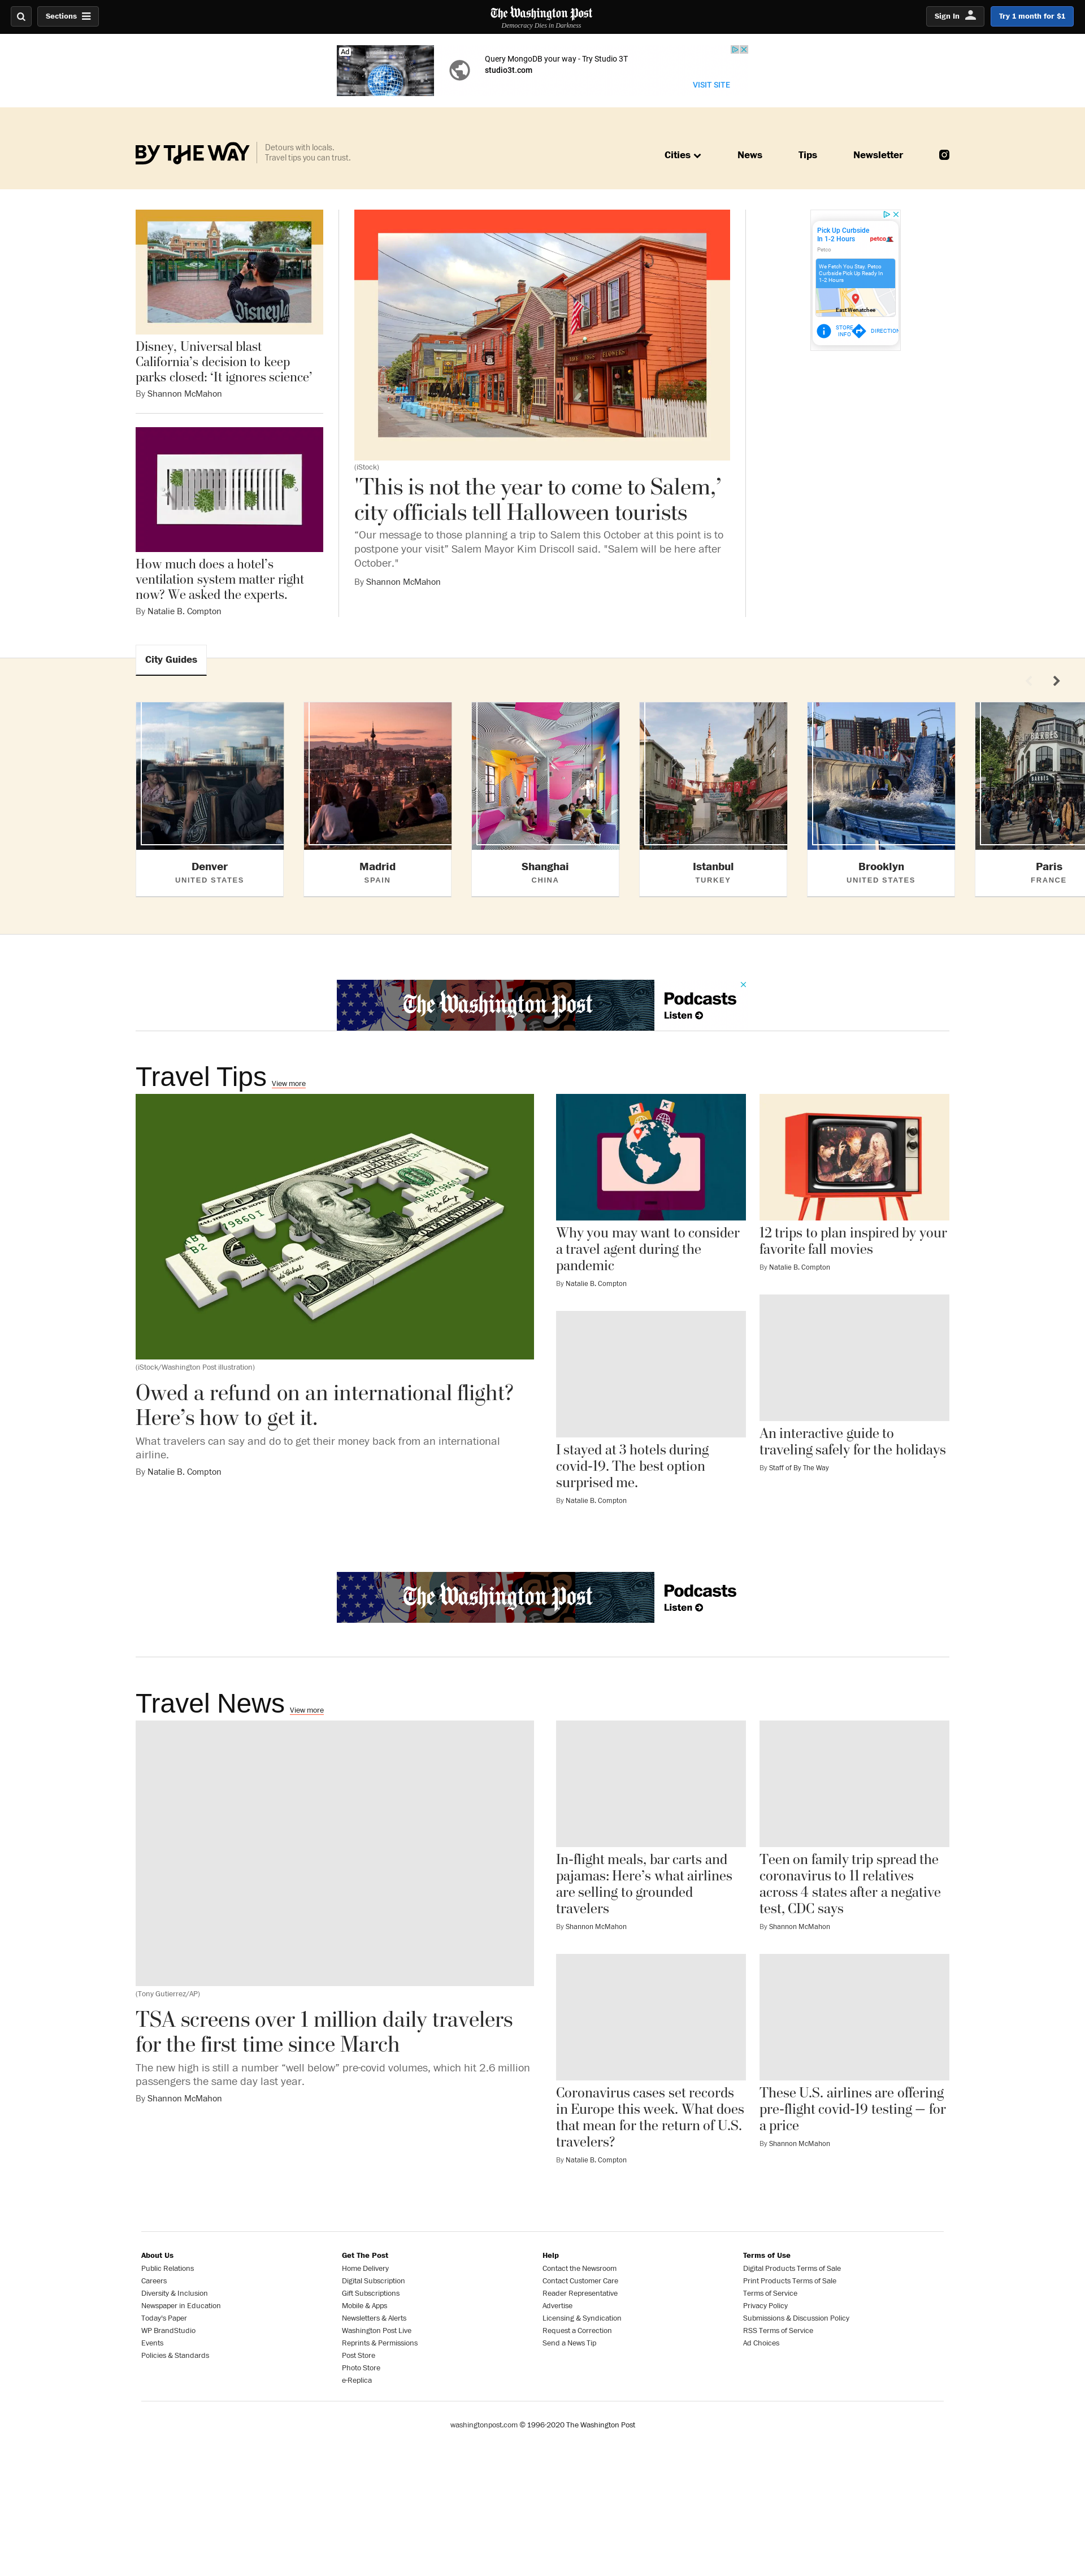 Sections
The Washington Post
Democracy Dies in Darkness
Sign In
Try 1 month for $1
Ad
Query MongoDB your way - Try Studio 3T
studio3t.com
VISIT SITE
BY THE WAY
Detours with locals.
Travel tips you can trust.
Cities
News
Tips
Newsletter
Disneyland
Disney, Universal blast
California’s decision to keep
parks closed: ‘It ignores science’
By Shannon McMahon
How much does a hotel’s
ventilation system matter right
now? We asked the experts.
By Natalie B. Compton
(iStock)
'This is not the year to come to Salem,’
city officials tell Halloween tourists
“Our message to those planning a trip to Salem this October at this point is to
postpone your visit” Salem Mayor Kim Driscoll said. "Salem will be here after
October."
By Shannon McMahon
Pick Up Curbside
In 1-2 Hours
petco
Petco
We Fetch You Stay. Petco
Curbside Pick Up Ready In
1-2 Hours
East Wenatchee
STORE
INFO
DIRECTION
City Guides
Denver
UNITED STATES
Madrid
SPAIN
Shanghai
CHINA
Istanbul
TURKEY
Brooklyn
UNITED STATES
Paris
FRANCE
The Washington Post
Podcasts
Listen
Travel Tips
View more
(iStock/Washington Post illustration)
Owed a refund on an international flight?
Here’s how to get it.
What travelers can say and do to get their money back from an international
airline.
By Natalie B. Compton
Why you may want to consider
a travel agent during the
pandemic
By Natalie B. Compton
I stayed at 3 hotels during
covid-19. The best option
surprised me.
By Natalie B. Compton
12 trips to plan inspired by your
favorite fall movies
By Natalie B. Compton
An interactive guide to
traveling safely for the holidays
By Staff of By The Way
The Washington Post
Podcasts
Listen
Travel News
View more
(Tony Gutierrez/AP)
TSA screens over 1 million daily travelers
for the first time since March
The new high is still a number “well below” pre-covid volumes, which hit 2.6 million
passengers the same day last year.
By Shannon McMahon
In-flight meals, bar carts and
pajamas: Here’s what airlines
are selling to grounded
travelers
By Shannon McMahon
Coronavirus cases set records
in Europe this week. What does
that mean for the return of U.S.
travelers?
By Natalie B. Compton
Teen on family trip spread the
coronavirus to 11 relatives
across 4 states after a negative
test, CDC says
By Shannon McMahon
These U.S. airlines are offering
pre-flight covid-19 testing — for
a price
By Shannon McMahon
About Us
Public Relations
Careers
Diversity & Inclusion
Newspaper in Education
Today's Paper
WP BrandStudio
Events
Policies & Standards
Get The Post
Home Delivery
Digital Subscription
Gift Subscriptions
Mobile & Apps
Newsletters & Alerts
Washington Post Live
Reprints & Permissions
Post Store
Photo Store
e-Replica
Help
Contact the Newsroom
Contact Customer Care
Reader Representative
Advertise
Licensing & Syndication
Request a Correction
Send a News Tip
Terms of Use
Digital Products Terms of Sale
Print Products Terms of Sale
Terms of Service
Privacy Policy
Submissions & Discussion Policy
RSS Terms of Service
Ad Choices
washingtonpost.com © 1996-2020 The Washington Post